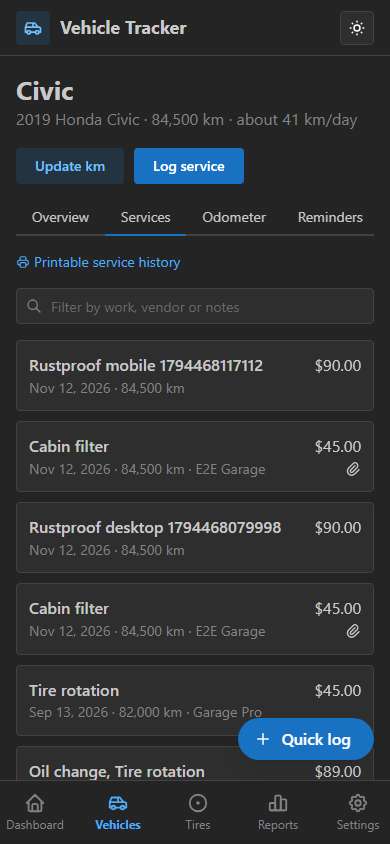 Vehicle Tracker
Civic
2019 Honda Civic · 84,500 km · about 41 km/day
Update km
Log service
Overview
Services
Odometer
Reminders
Printable service history
Filter by work, vendor or notes
Rustproof mobile 1794468117112
$90.00
Nov 12, 2026 · 84,500 km
Cabin filter
$45.00
Nov 12, 2026 · 84,500 km · E2E Garage
Rustproof desktop 1794468079998
$90.00
Nov 12, 2026 · 84,500 km
Cabin filter
$45.00
Nov 12, 2026 · 84,500 km · E2E Garage
Tire rotation
$45.00
Sep 13, 2026 · 82,000 km · Garage Pro
Quick log
Oil change, Tire rotation
$89.00
Dashboard
Vehicles
Tires
Reports
Settings